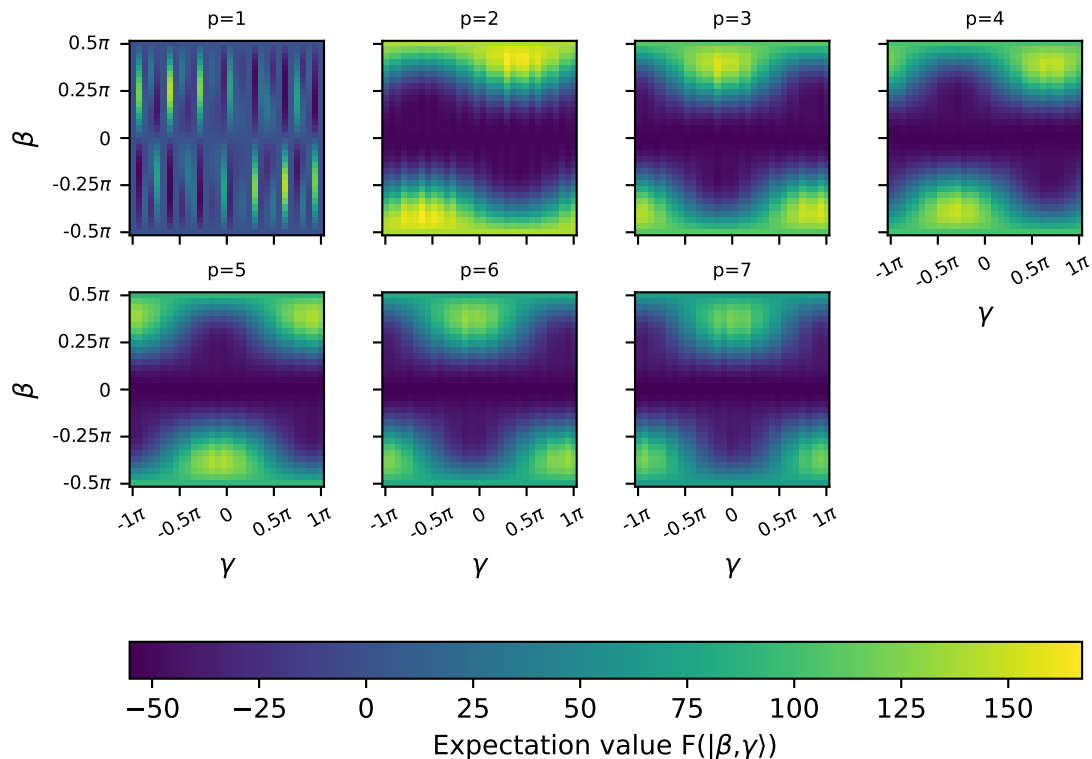 p=1 p=2 p=3 p=4
0.5π
0.25π
0
-0.25π
-0.5π
β
-1π -0.5π 0 0.5π 1π
γ
p=5 p=6 p=7
0.5π
0.25π
0
-0.25π
-0.5π
β
-1π -0.5π 0 0.5π 1π -1π -0.5π 0 0.5π 1π -1π -0.5π 0 0.5π 1π
γ γ γ
−50 −25 0 25 50 75 100 125 150
Expectation value F(|β,γ⟩)